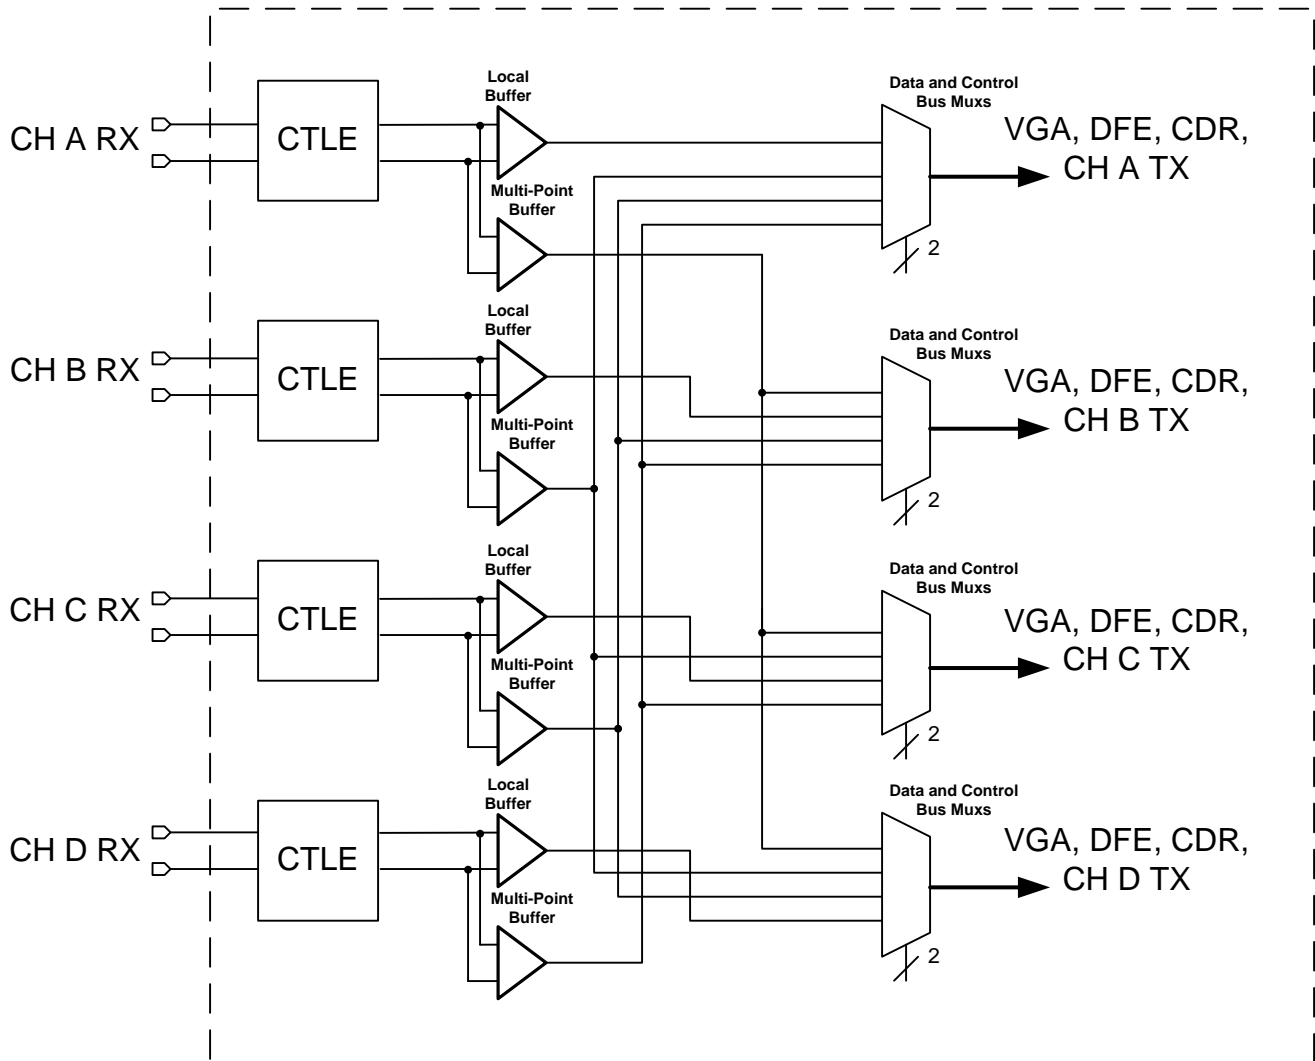 Local
Buffer
Data and Control
Bus Muxs
CH A RX
CTLE
VGA, DFE, CDR,
CH A TX
Multi-Point
Buffer
2
Local
Buffer
Data and Control
Bus Muxs
CH B RX
CTLE
VGA, DFE, CDR,
CH B TX
Multi-Point
Buffer
2
Local
Buffer
Data and Control
Bus Muxs
CH C RX
CTLE
VGA, DFE, CDR,
CH C TX
Multi-Point
Buffer
2
Local
Buffer
Data and Control
Bus Muxs
CH D RX
CTLE
VGA, DFE, CDR,
CH D TX
Multi-Point
Buffer
2